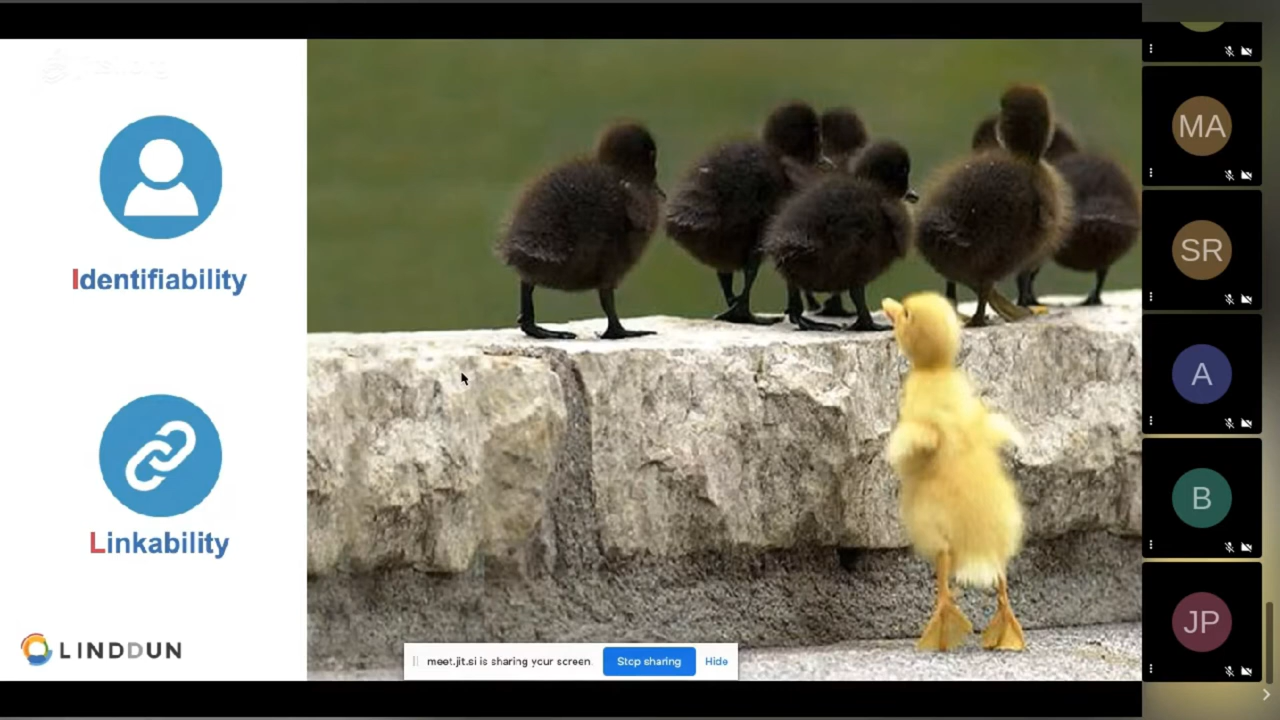 Identifiability
Linkability
LINDDUN
meet.jit.si is sharing your screen.
Stop sharing
Hide
MA
SR
A
B
JP